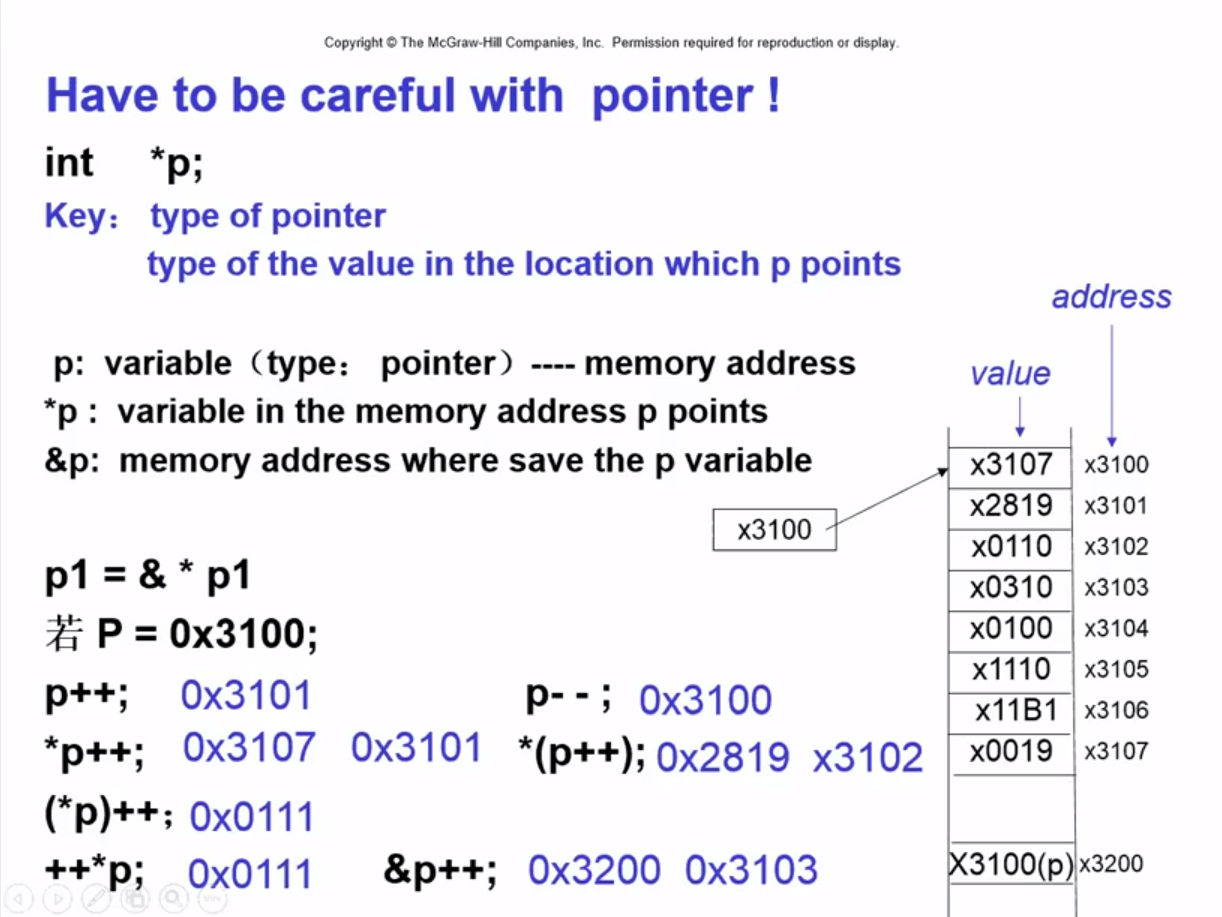 Copyright © The McGraw-Hill Companies, Inc. Permission required for reproduction or display.
Have to be careful with pointer !
int *p;
Key： type of pointer
type of the value in the location which p points
address
p: variable（type： pointer）---- memory address
value
*p : variable in the memory address p points
&p: memory address where save the p variable
x3107 x3100
x2819 x3101
x3100
x0110 x3102
p1 = & * p1
x0310 x3103
若 P = 0x3100;
x0100 x3104
x1110 x3105
p++; 0x3101 p- - ; 0x3100
x11B1 x3106
*p++; 0x3107 0x3101 *(p++); 0x2819 x3102
x0019 x3107
(*p)++; 0x0111
++*p; 0x0111 &p++; 0x3200 0x3103
X3100(p) x3200